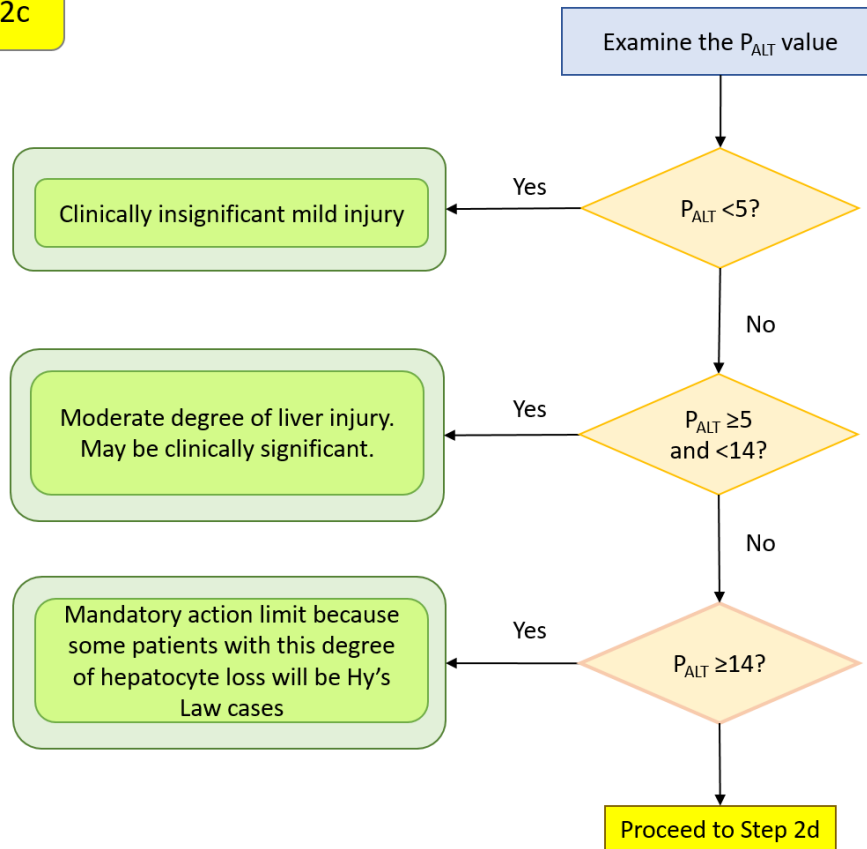 2c
Examine the PALT value
Yes
PALT <5?
Clinically insignificant mild injury
No
Yes
PALT ≥5
and <14?
Moderate degree of liver injury.
May be clinically significant.
No
Yes
PALT ≥14?
Mandatory action limit because
some patients with this degree
of hepatocyte loss will be Hy’s
Law cases
Proceed to Step 2d